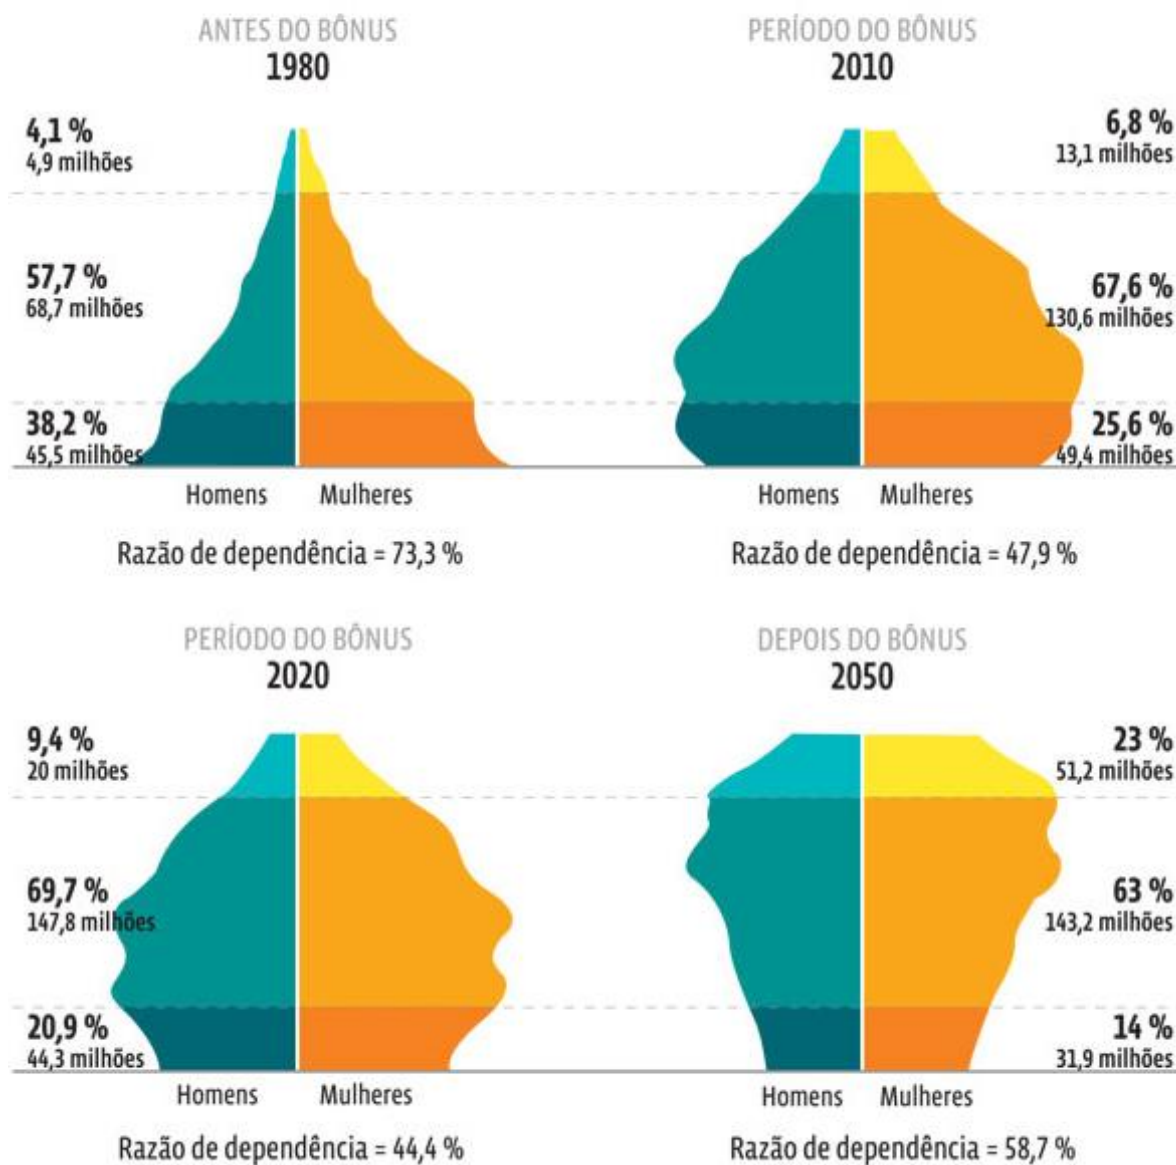 ANTES DO BÔNUS
1980
4,1 %
4,9 milhões
57,7 %
68,7 milhões
38,2 %
45,5 milhões
Homens Mulheres
Razão de dependência = 73,3 %
PERÍODO DO BÔNUS
2010
6,8 %
13,1 milhões
67,6 %
130,6 milhões
25,6 %
49,4 milhões
Homens Mulheres
Razão de dependência = 47,9 %
PERÍODO DO BÔNUS
2020
9,4 %
20 milhões
69,7 %
147,8 milhões
20,9 %
44,3 milhões
Homens Mulheres
Razão de dependência = 44,4 %
DEPOIS DO BÔNUS
2050
23 %
51,2 milhões
63 %
143,2 milhões
14 %
31,9 milhões
Homens Mulheres
Razão de dependência = 58,7 %